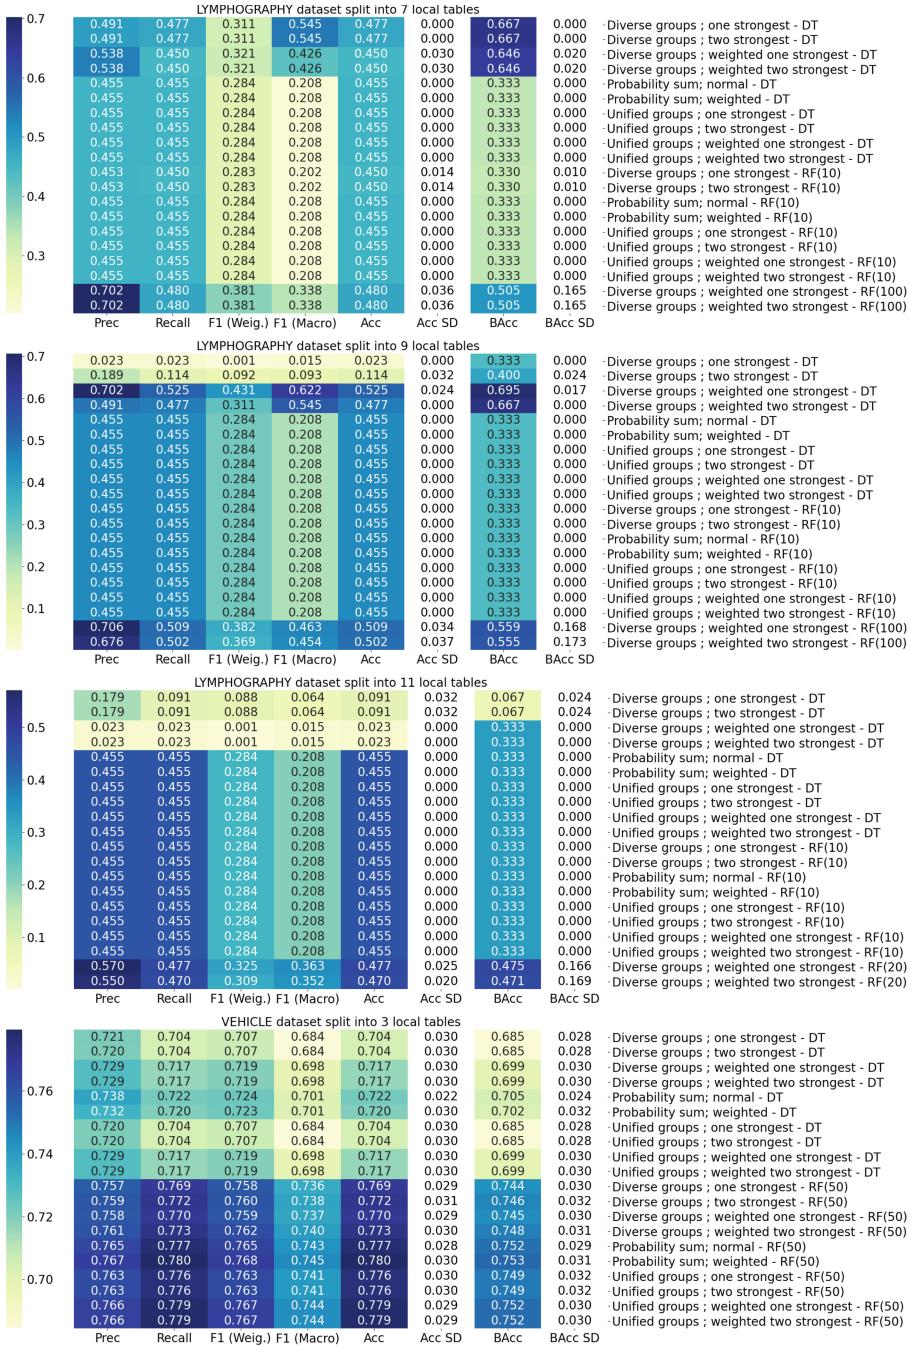 LYMPHOGRAPHY dataset split into 7 local tables
0.7
0.6
0.5
0.4
0.3
0.491 0.477 0.311 0.545 0.477 0.000 0.667 0.000 Diverse groups ; one strongest - DT
0.491 0.477 0.311 0.545 0.477 0.000 0.667 0.000 Diverse groups ; two strongest - DT
0.538 0.450 0.321 0.426 0.450 0.030 0.646 0.020 Diverse groups ; weighted one strongest - DT
0.538 0.450 0.321 0.426 0.450 0.030 0.646 0.020 Diverse groups ; weighted two strongest - DT
0.455 0.455 0.284 0.208 0.455 0.000 0.333 0.000 Probability sum; normal - DT
0.455 0.455 0.284 0.208 0.455 0.000 0.333 0.000 Probability sum; weighted - DT
0.455 0.455 0.284 0.208 0.455 0.000 0.333 0.000 Unified groups ; one strongest - DT
0.455 0.455 0.284 0.208 0.455 0.000 0.333 0.000 Unified groups ; two strongest - DT
0.455 0.455 0.284 0.208 0.455 0.000 0.333 0.000 Unified groups ; weighted one strongest - DT
0.455 0.455 0.284 0.208 0.455 0.000 0.333 0.000 Unified groups ; weighted two strongest - DT
0.453 0.450 0.283 0.202 0.450 0.014 0.330 0.010 Diverse groups ; one strongest - RF(10)
0.453 0.450 0.283 0.202 0.450 0.014 0.330 0.010 Diverse groups ; two strongest - RF(10)
0.455 0.455 0.284 0.208 0.455 0.000 0.333 0.000 Probability sum; normal - RF(10)
0.455 0.455 0.284 0.208 0.455 0.000 0.333 0.000 Probability sum; weighted - RF(10)
0.455 0.455 0.284 0.208 0.455 0.000 0.333 0.000 Unified groups ; one strongest - RF(10)
0.455 0.455 0.284 0.208 0.455 0.000 0.333 0.000 Unified groups ; two strongest - RF(10)
0.455 0.455 0.284 0.208 0.455 0.000 0.333 0.000 Unified groups ; weighted one strongest - RF(10)
0.455 0.455 0.284 0.208 0.455 0.000 0.333 0.000 Unified groups ; weighted two strongest - RF(10)
0.702 0.480 0.381 0.338 0.480 0.036 0.505 0.165 Diverse groups ; weighted one strongest - RF(100)
0.702 0.480 0.381 0.338 0.480 0.036 0.505 0.165 Diverse groups ; weighted two strongest - RF(100)
Prec Recall F1 (Weig.) F1 (Macro) Acc Acc SD BAcc BAcc SD
LYMPHOGRAPHY dataset split into 9 local tables
0.7
0.6
0.5
0.4
0.3
0.2
0.1
0.023 0.023 0.001 0.015 0.023 0.000 0.333 0.000 Diverse groups ; one strongest - DT
0.189 0.114 0.092 0.093 0.114 0.032 0.400 0.024 Diverse groups ; two strongest - DT
0.702 0.525 0.431 0.622 0.525 0.024 0.695 0.017 Diverse groups ; weighted one strongest - DT
0.491 0.477 0.311 0.545 0.477 0.000 0.667 0.000 Diverse groups ; weighted two strongest - DT
0.455 0.455 0.284 0.208 0.455 0.000 0.333 0.000 Probability sum; normal - DT
0.455 0.455 0.284 0.208 0.455 0.000 0.333 0.000 Probability sum; weighted - DT
0.455 0.455 0.284 0.208 0.455 0.000 0.333 0.000 Unified groups ; one strongest - DT
0.455 0.455 0.284 0.208 0.455 0.000 0.333 0.000 Unified groups ; two strongest - DT
0.455 0.455 0.284 0.208 0.455 0.000 0.333 0.000 Unified groups ; weighted one strongest - DT
0.455 0.455 0.284 0.208 0.455 0.000 0.333 0.000 Unified groups ; weighted two strongest - DT
0.455 0.455 0.284 0.208 0.455 0.000 0.333 0.000 Diverse groups ; one strongest - RF(10)
0.455 0.455 0.284 0.208 0.455 0.000 0.333 0.000 Diverse groups ; two strongest - RF(10)
0.455 0.455 0.284 0.208 0.455 0.000 0.333 0.000 Probability sum; normal - RF(10)
0.455 0.455 0.284 0.208 0.455 0.000 0.333 0.000 Probability sum; weighted - RF(10)
0.455 0.455 0.284 0.208 0.455 0.000 0.333 0.000 Unified groups ; one strongest - RF(10)
0.455 0.455 0.284 0.208 0.455 0.000 0.333 0.000 Unified groups ; two strongest - RF(10)
0.455 0.455 0.284 0.208 0.455 0.000 0.333 0.000 Unified groups ; weighted one strongest - RF(10)
0.455 0.455 0.284 0.208 0.455 0.000 0.333 0.000 Unified groups ; weighted two strongest - RF(10)
0.706 0.509 0.382 0.463 0.509 0.034 0.559 0.168 Diverse groups ; weighted one strongest - RF(100)
0.676 0.502 0.369 0.454 0.502 0.037 0.555 0.173 Diverse groups ; weighted one strongest - RF(100)
Prec Recall F1 (Weig.) F1 (Macro) Acc Acc SD BAcc BAcc SD
LYMPHOGRAPHY dataset split into 11 local tables
0.5
0.4
0.3
0.2
0.1
0.179 0.091 0.088 0.064 0.091 0.032 0.067 0.024 Diverse groups ; one strongest - DT
0.179 0.091 0.088 0.064 0.091 0.032 0.067 0.024 Diverse groups ; two strongest - DT
0.023 0.023 0.001 0.015 0.023 0.000 0.333 0.000 Diverse groups ; weighted one strongest - DT
0.023 0.023 0.001 0.015 0.023 0.000 0.333 0.000 Diverse groups ; weighted two strongest - DT
0.455 0.455 0.284 0.208 0.455 0.000 0.333 0.000 Probability sum; normal - DT
0.455 0.455 0.284 0.208 0.455 0.000 0.333 0.000 Probability sum; weighted - DT
0.455 0.455 0.284 0.208 0.455 0.000 0.333 0.000 Unified groups ; one strongest - DT
0.455 0.455 0.284 0.208 0.455 0.000 0.333 0.000 Unified groups ; two strongest - DT
0.455 0.455 0.284 0.208 0.455 0.000 0.333 0.000 Unified groups ; weighted one strongest - DT
0.455 0.455 0.284 0.208 0.455 0.000 0.333 0.000 Unified groups ; weighted two strongest - DT
0.455 0.455 0.284 0.208 0.455 0.000 0.333 0.000 Diverse groups ; one strongest - RF(10)
0.455 0.455 0.284 0.208 0.455 0.000 0.333 0.000 Diverse groups ; two strongest - RF(10)
0.455 0.455 0.284 0.208 0.455 0.000 0.333 0.000 Probability sum; normal - RF(10)
0.455 0.455 0.284 0.208 0.455 0.000 0.333 0.000 Probability sum; weighted - RF(10)
0.455 0.455 0.284 0.208 0.455 0.000 0.333 0.000 Unified groups ; one strongest - RF(10)
0.455 0.455 0.284 0.208 0.455 0.000 0.333 0.000 Unified groups ; two strongest - RF(10)
0.455 0.455 0.284 0.208 0.455 0.000 0.333 0.000 Unified groups ; weighted one strongest - RF(10)
0.455 0.455 0.284 0.208 0.455 0.000 0.333 0.000 Unified groups ; weighted two strongest - RF(10)
0.570 0.477 0.325 0.363 0.477 0.025 0.475 0.166 Diverse groups ; weighted one strongest - RF(20)
0.550 0.470 0.309 0.352 0.470 0.020 0.471 0.169 Diverse groups ; weighted two strongest - RF(20)
Prec Recall F1 (Weig.) F1 (Macro) Acc Acc SD BAcc BAcc SD
VEHICLE dataset split into 3 local tables
0.76
0.74
0.72
0.70
0.721 0.704 0.707 0.684 0.704 0.030 0.685 0.028 Diverse groups ; one strongest - DT
0.720 0.704 0.707 0.684 0.704 0.030 0.685 0.028 Diverse groups ; two strongest - DT
0.729 0.717 0.719 0.698 0.717 0.030 0.699 0.030 Diverse groups ; weighted one strongest - DT
0.729 0.717 0.719 0.698 0.717 0.030 0.699 0.030 Diverse groups ; weighted two strongest - DT
0.738 0.722 0.724 0.701 0.722 0.022 0.705 0.024 Probability sum; normal - DT
0.732 0.720 0.723 0.701 0.720 0.030 0.702 0.032 Probability sum; weighted - DT
0.720 0.704 0.707 0.684 0.704 0.030 0.685 0.028 Unified groups ; one strongest - DT
0.720 0.704 0.707 0.684 0.704 0.030 0.685 0.028 Unified groups ; two strongest - DT
0.729 0.717 0.719 0.698 0.717 0.030 0.699 0.030 Unified groups ; weighted one strongest - DT
0.729 0.717 0.719 0.698 0.717 0.030 0.699 0.030 Unified groups ; weighted two strongest - DT
0.757 0.769 0.758 0.736 0.769 0.029 0.744 0.030 Diverse groups ; one strongest - RF(50)
0.759 0.772 0.760 0.738 0.772 0.031 0.746 0.032 Diverse groups ; two strongest - RF(50)
0.758 0.770 0.759 0.737 0.770 0.029 0.745 0.030 Diverse groups ; weighted one strongest - RF(50)
0.761 0.773 0.762 0.740 0.773 0.030 0.748 0.031 Diverse groups ; weighted two strongest - RF(50)
0.765 0.777 0.765 0.743 0.777 0.028 0.752 0.029 Probability sum; normal - RF(50)
0.767 0.780 0.768 0.745 0.780 0.030 0.753 0.031 Probability sum; weighted - RF(50)
0.763 0.776 0.763 0.741 0.776 0.030 0.749 0.032 Unified groups ; one strongest - RF(50)
0.763 0.776 0.763 0.741 0.776 0.030 0.749 0.032 Unified groups ; two strongest - RF(50)
0.766 0.779 0.767 0.744 0.779 0.029 0.752 0.030 Unified groups ; weighted one strongest - RF(50)
0.766 0.779 0.767 0.744 0.779 0.029 0.752 0.030 Unified groups ; weighted two strongest - RF(50)
Prec Recall F1 (Weig.) F1 (Macro) Acc Acc SD BAcc BAcc SD